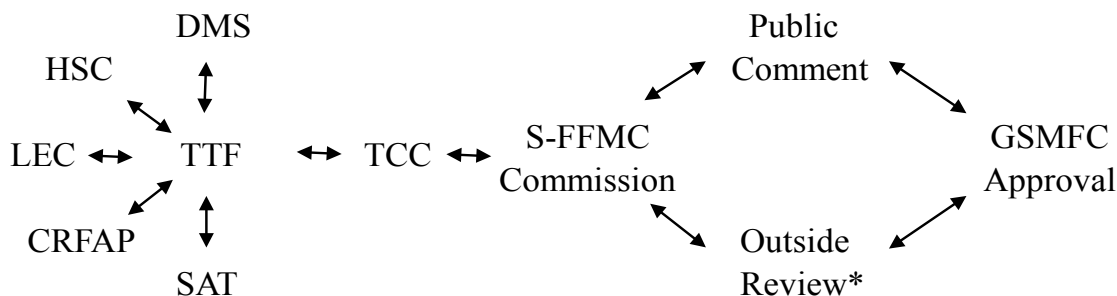 DMS
Public
Comment
HSC
LEC
TTF
TCC
S-FFMC
Commission
GSMFC
Approval
CRFAP
SAT
Outside
Review*